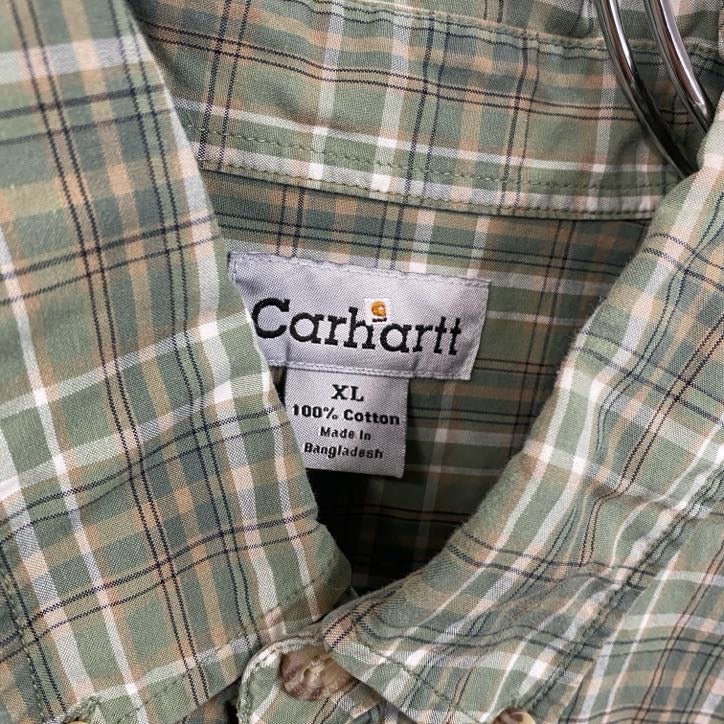 Carhartt
XL
100% Cotton
Made In
Bangladesh